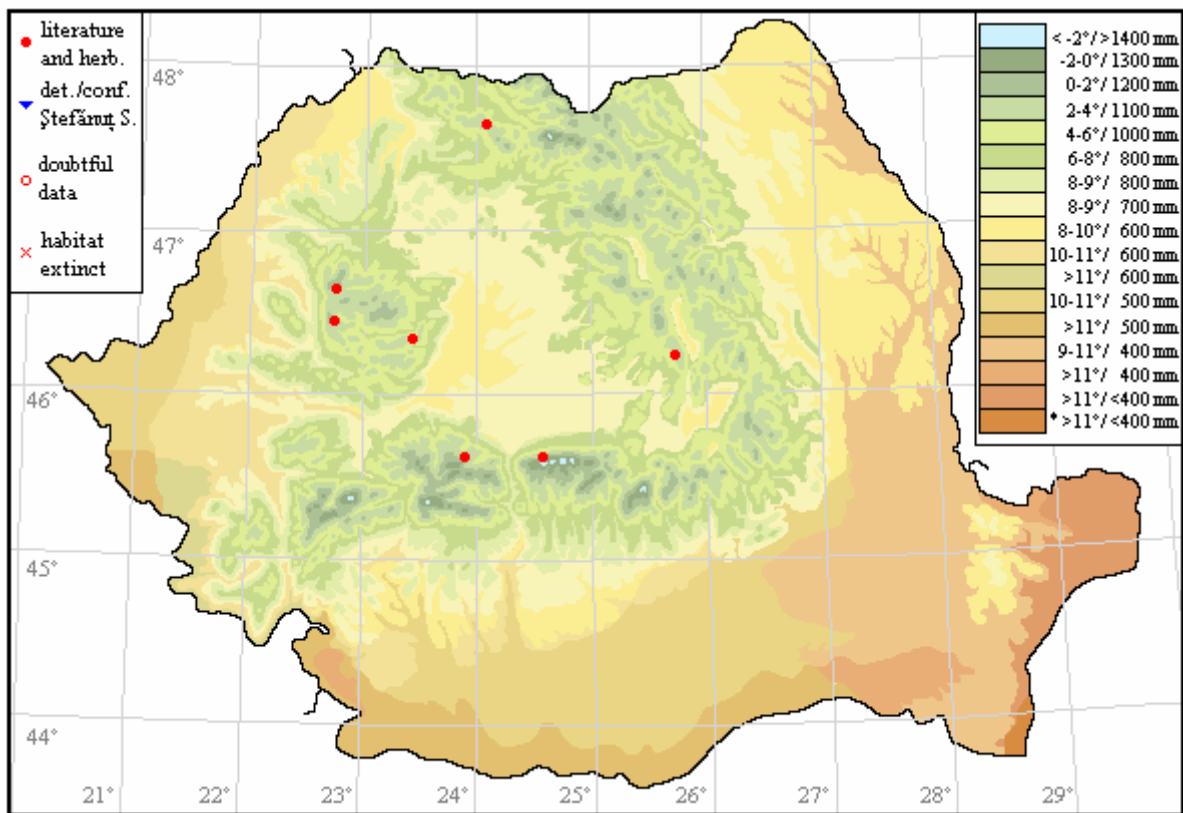 literature
and herb.
det./conf.
Ștefănuț S.
doubtful
data
habitat
extinct
< -2°/>1400 mm
-2-0°/1300 mm
0-2°/1200 mm
2-4°/1100 mm
4-6°/1000 mm
6-8°/ 800 mm
8-9°/ 800 mm
8-9°/ 700 mm
8-10°/ 600 mm
10-11°/ 600 mm
>11°/ 600 mm
10-11°/ 500 mm
>11°/ 500 mm
9-11°/ 400 mm
>11°/ 400 mm
>11°/<400 mm
* >11°/<400 mm
48°
47°
46°
45°
44°
21° 22° 23° 24° 25° 26° 27° 28° 29°